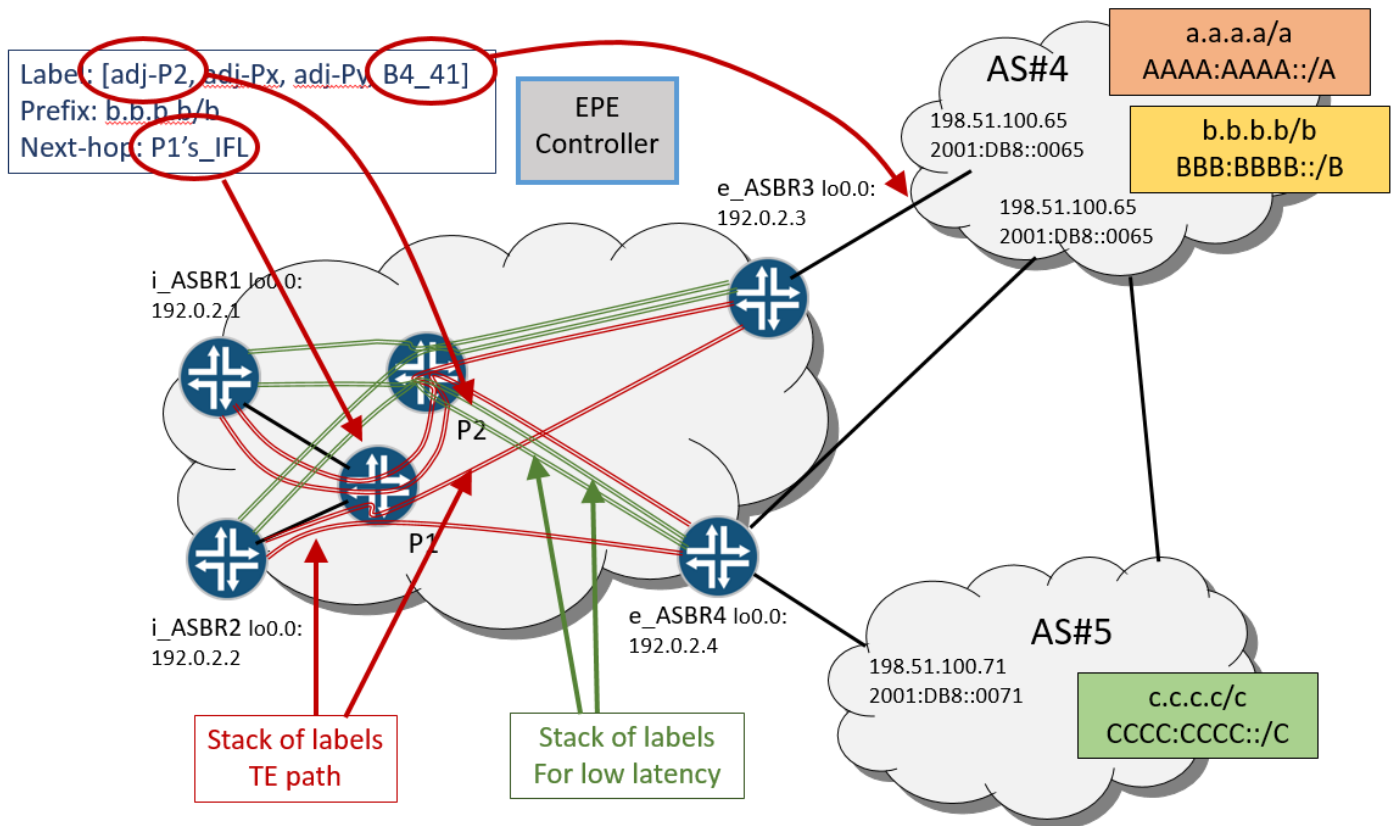 Label: [adj-P2, adj-Px, adj-Py, B4_41]
Prefix: b.b.b.b/b
Next-hop: P1's_IFL
EPE
Controller
AS#4
a.a.a.a/a
AAAA:AAAA::/A
b.b.b.b/b
BBB:BBBB::/B
198.51.100.65
2001:DB8::0065
198.51.100.65
2001:DB8::0065
e_ASBR3 lo0.0:
192.0.2.3
i_ASBR1 lo0.0:
192.0.2.1
P2
P1
i_ASBR2 lo0.0:
192.0.2.2
e_ASBR4 lo0.0:
192.0.2.4
AS#5
198.51.100.71
2001:DB8::0071
c.c.c.c/c
CCCC:CCCC::/C
Stack of labels
TE path
Stack of labels
For low latency